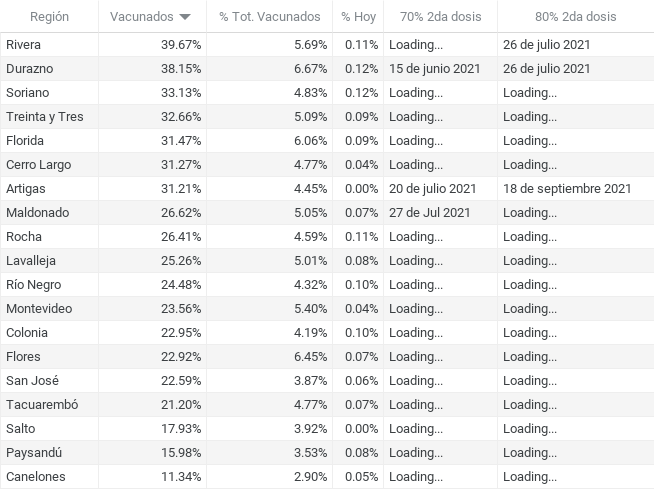 Región Vacunados % Tot. Vacunados % Hoy 70% 2da dosis 80% 2da dosis
Rivera 39.67% 5.69% 0.11% Loading... 26 de julio 2021
Durazno 38.15% 6.67% 0.12% 15 de junio 2021 26 de julio 2021
Soriano 33.13% 4.83% 0.12% Loading... Loading...
Treinta y Tres 32.66% 5.09% 0.09% Loading... Loading...
Florida 31.47% 6.06% 0.09% Loading... Loading...
Cerro Largo 31.27% 4.77% 0.04% Loading... Loading...
Artigas 31.21% 4.45% 0.00% 20 de julio 2021 18 de septiembre 2021
Maldonado 26.62% 5.05% 0.07% 27 de Jul 2021 Loading...
Rocha 26.41% 4.59% 0.11% Loading... Loading...
Lavalleja 25.26% 5.01% 0.08% Loading... Loading...
Río Negro 24.48% 4.32% 0.10% Loading... Loading...
Montevideo 23.56% 5.40% 0.04% Loading... Loading...
Colonia 22.95% 4.19% 0.10% Loading... Loading...
Flores 22.92% 6.45% 0.07% Loading... Loading...
San José 22.59% 3.87% 0.06% Loading... Loading...
Tacuarembó 21.20% 4.77% 0.07% Loading... Loading...
Salto 17.93% 3.92% 0.00% Loading... Loading...
Paysandú 15.98% 3.53% 0.08% Loading... Loading...
Canelones 11.34% 2.90% 0.05% Loading... Loading...